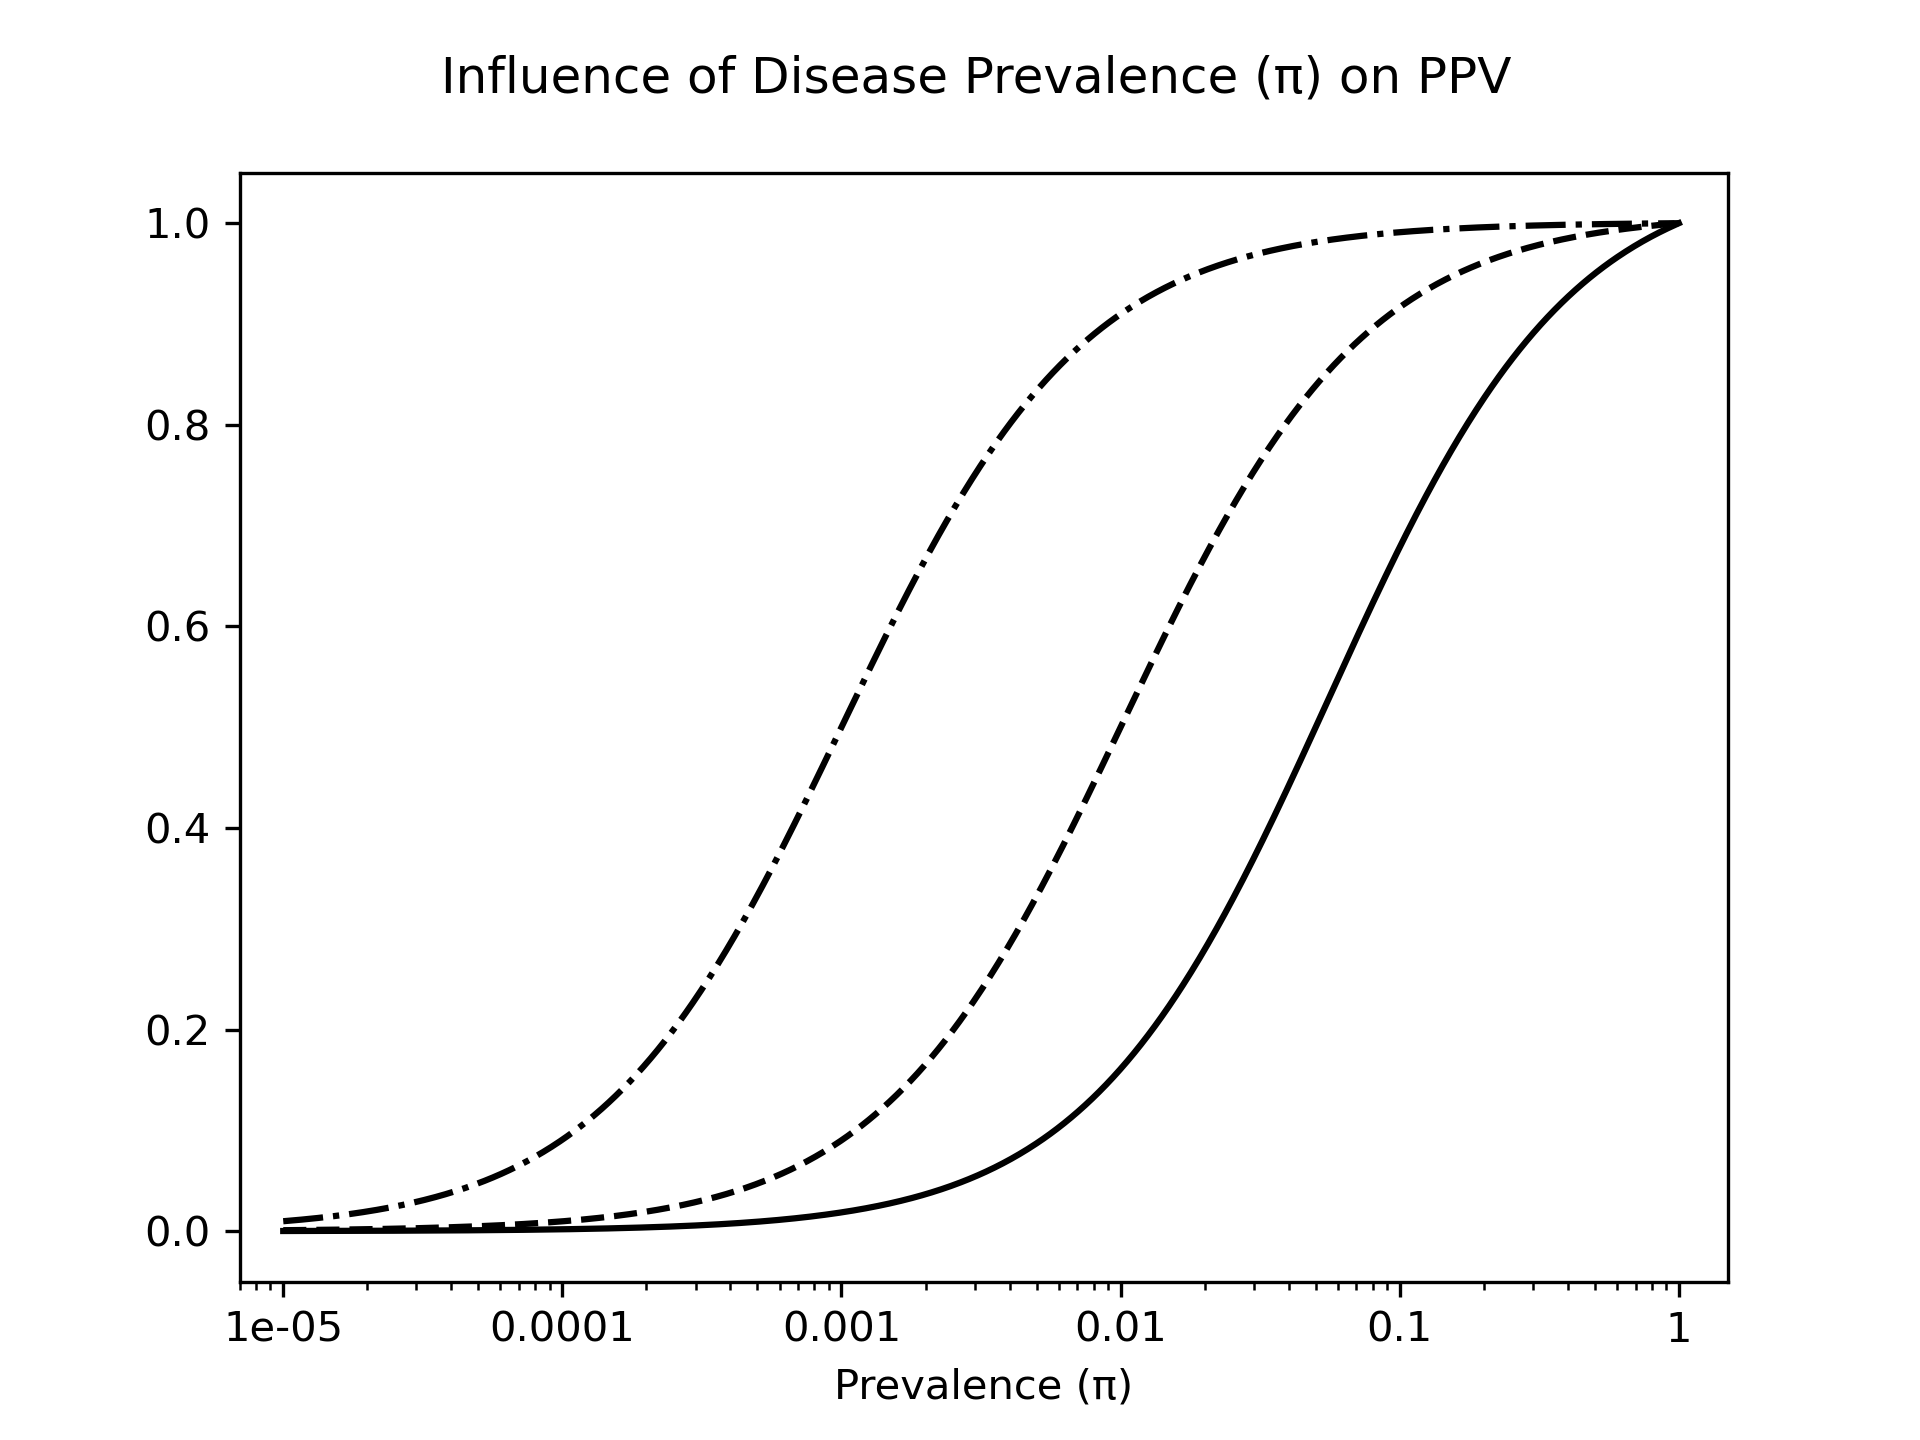 Influence of Disease Prevalence (π) on PPV
1.0
0.8
0.6
0.4
0.2
0.0
1e-05 0.0001 0.001 0.01 0.1 1
Prevalence (π)